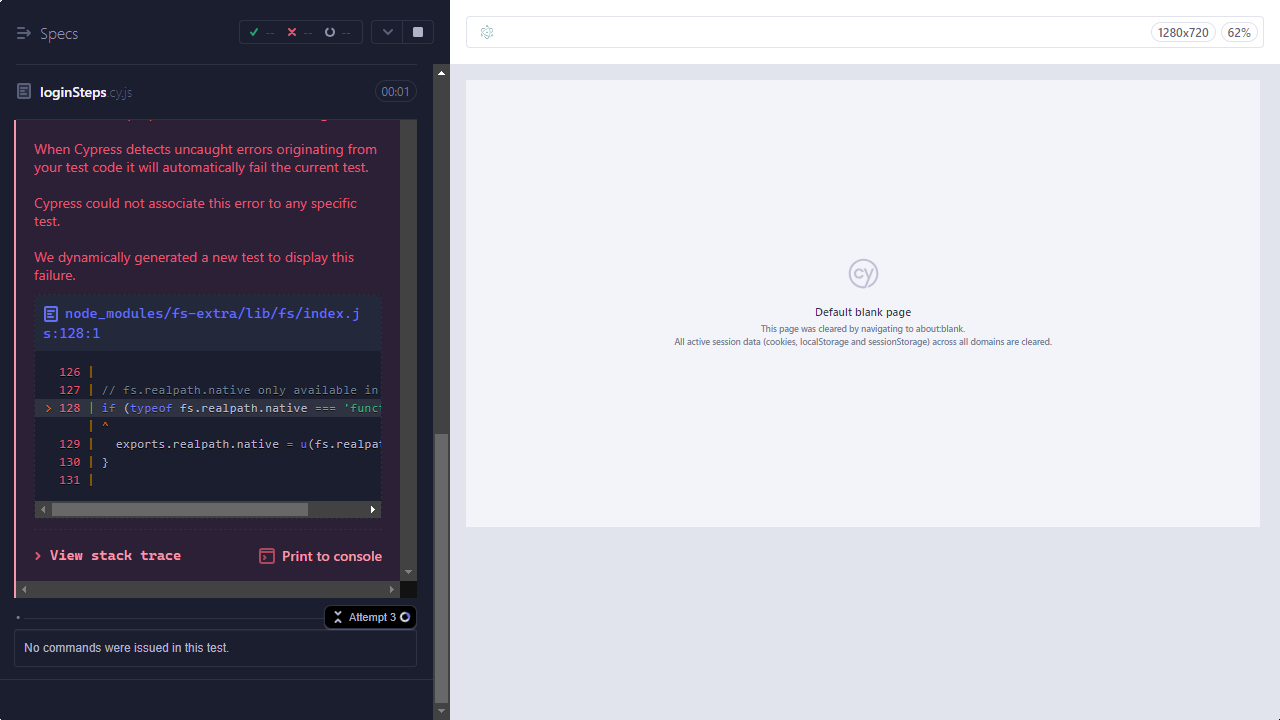 Specs
--
--
--
1280x720
62%
loginSteps.cy.js
00:01
When Cypress detects uncaught errors originating from
your test code it will automatically fail the current test.
Cypress could not associate this error to any specific
test.
We dynamically generated a new test to display this
failure.
node_modules/fs-extra/lib/fs/index.j
s:128:1
126 |
127 | // fs.realpath.native only available in
> 128 | if (typeof fs.realpath.native === 'funct
| ^
129 |   exports.realpath.native = u(fs.realpat
130 | }
131 |
View stack trace
Print to console
Attempt 3
No commands were issued in this test.
cy
Default blank page
This page was cleared by navigating to about:blank.
All active session data (cookies, localStorage and sessionStorage) across all domains are cleared.